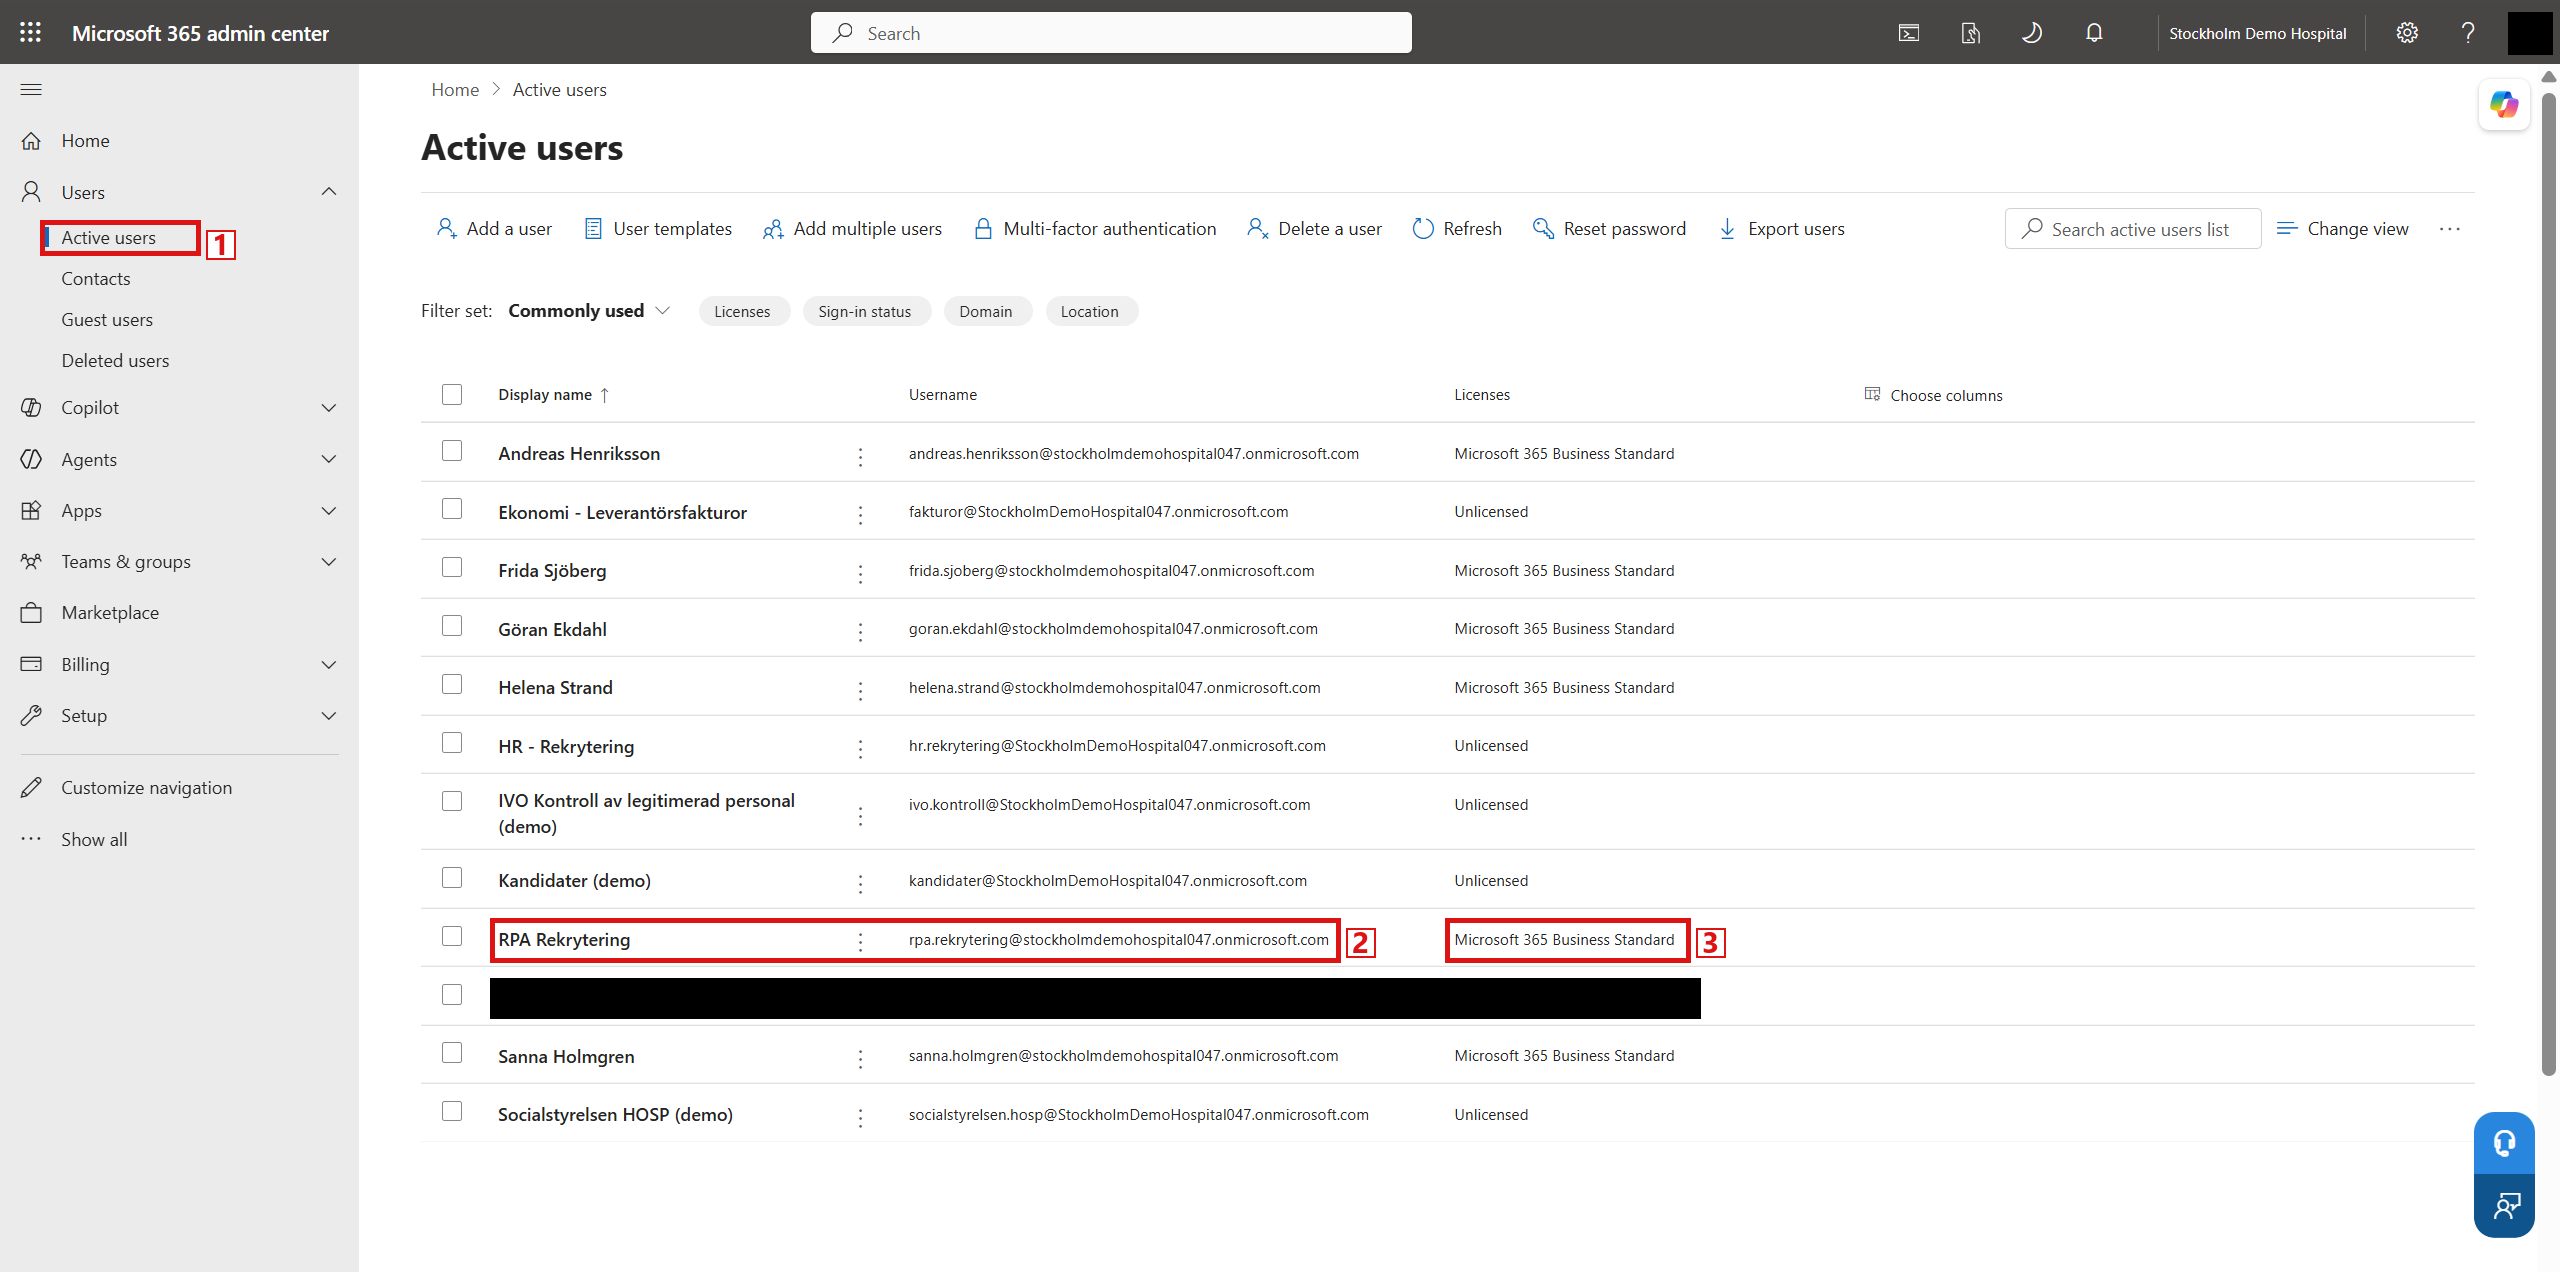 Microsoft 365 admin center
Search
Stockholm Demo Hospital
Home
Users
Active users
1
Contacts
Guest users
Deleted users
Copilot
Agents
Apps
Teams & groups
Marketplace
Billing
Setup
Customize navigation
Show all
Home > Active users
Active users
Add a user User templates Add multiple users Multi-factor authentication Delete a user Refresh Reset password Export users Search active users list Change view
Filter set: Commonly used Licenses Sign-in status Domain Location
Display name ↑ Username Licenses Choose columns
Andreas Henriksson andreas.henriksson@stockholmdemohospital047.onmicrosoft.com Microsoft 365 Business Standard
Ekonomi - Leverantörsfakturor fakturor@StockholmDemoHospital047.onmicrosoft.com Unlicensed
Frida Sjöberg frida.sjoberg@stockholmdemohospital047.onmicrosoft.com Microsoft 365 Business Standard
Göran Ekdahl goran.ekdahl@stockholmdemohospital047.onmicrosoft.com Microsoft 365 Business Standard
Helena Strand helena.strand@stockholmdemohospital047.onmicrosoft.com Microsoft 365 Business Standard
HR - Rekrytering hr.rekrytering@StockholmDemoHospital047.onmicrosoft.com Unlicensed
IVO Kontroll av legitimerad personal ivo.kontroll@StockholmDemoHospital047.onmicrosoft.com Unlicensed
(demo)
Kandidater (demo) kandidater@StockholmDemoHospital047.onmicrosoft.com Unlicensed
RPA Rekrytering rpa.rekrytering@stockholmdemohospital047.onmicrosoft.com 2 Microsoft 365 Business Standard 3
Sanna Holmgren sanna.holmgren@stockholmdemohospital047.onmicrosoft.com Microsoft 365 Business Standard
Socialstyrelsen HOSP (demo) socialstyrelsen.hosp@StockholmDemoHospital047.onmicrosoft.com Unlicensed